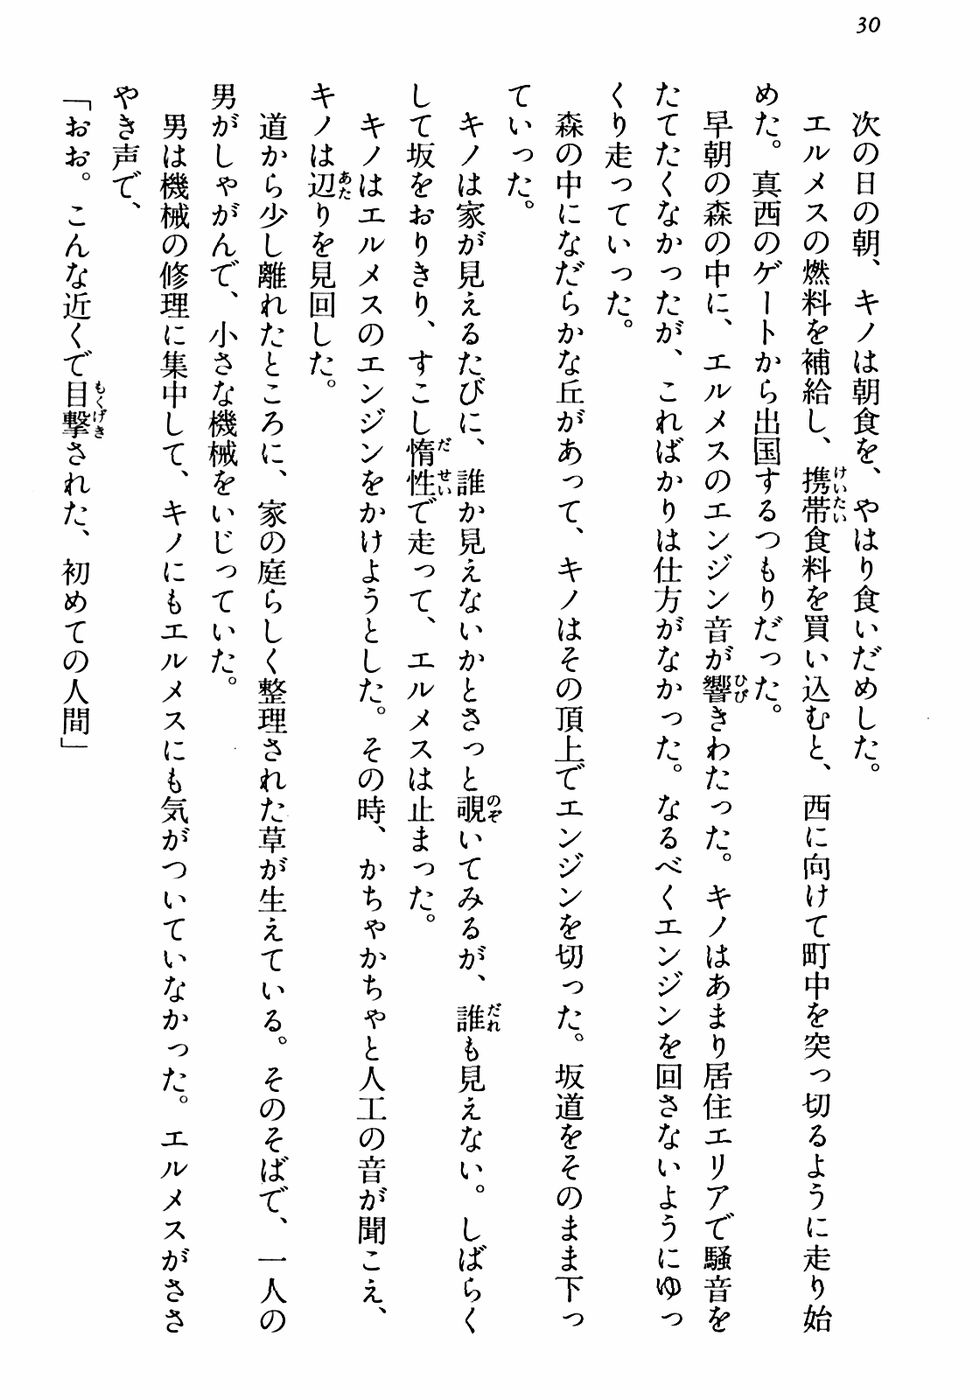 30
次の日の朝、キノは朝食を、やはり食いだめした。
エルメスの燃料を補給し、携帯食料を買い込むと、西に向けて町中を突っ切るように走り始
めた。真西のゲートから出国するつもりだった。
早朝の森の中に、エルメスのエンジン音が響きわたった。キノはあまり居住エリアで騒音を
たてたくなかったが、こればかりは仕方がなかった。なるべくエンジンを回さないようにゆっ
くり走っていった。
森の中になだらかな丘があって、キノはその頂上でエンジンを切った。坂道をそのまま下っ
ていった。
キノは家が見えるたびに、誰か見えないかとさっと覗いてみるが、誰も見えない。しばらく
して坂をおりきり、すこし惰性で走って、エルメスは止まった。
キノはエルメスのエンジンをかけようとした。その時、かちゃかちゃと人工の音が聞こえ、
キノは辺りを見回した。
道から少し離れたところに、家の庭らしく整理された草が生えている。そのそばで、一人の
男がしゃがんで、小さな機械をいじっていた。
男は機械の修理に集中して、キノにもエルメスにも気がついていなかった。エルメスがささ
やき声で、
「おお。こんな近くで目撃された、初めての人間」